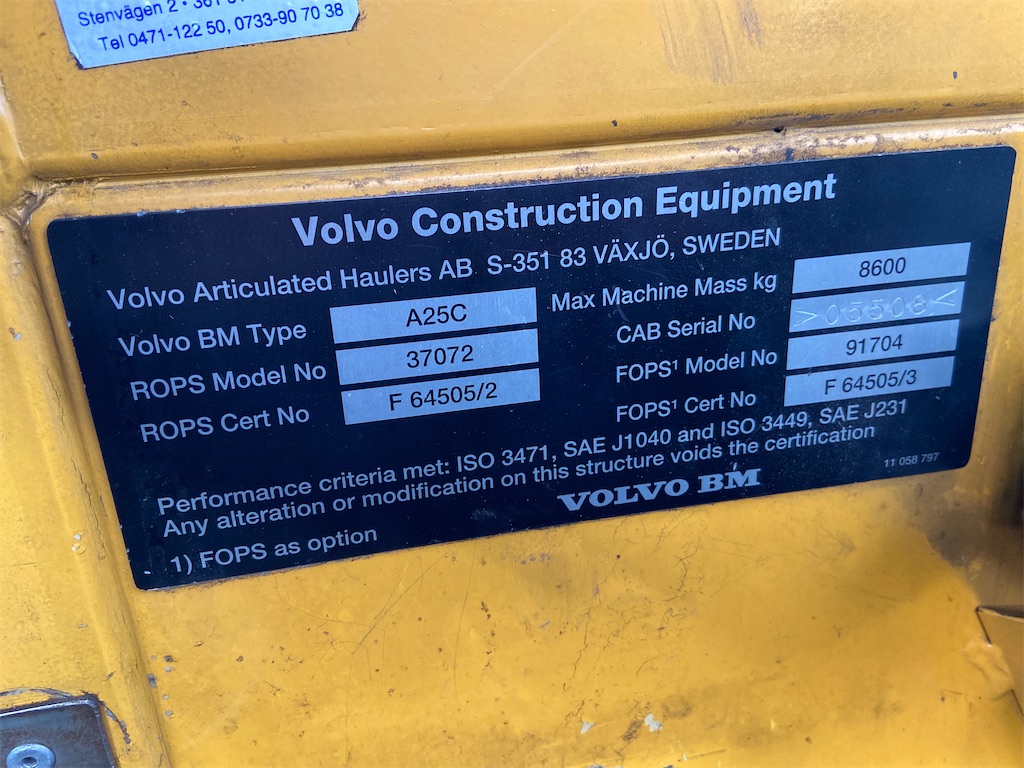 Stenvägen 2 • 361
Tel 0471-122 50, 0733-90 70 38
Volvo Construction Equipment
Volvo Articulated Haulers AB S-351 83 VÄXJÖ, SWEDEN
Volvo BM Type A25C
Max Machine Mass kg 8600
ROPS Model No 37072
CAB Serial No >05508<
ROPS Cert No F 64505/2
FOPS¹ Model No 91704
FOPS¹ Cert No F 64505/3
Performance criteria met: ISO 3471, SAE J1040 and ISO 3449, SAE J231
Any alteration or modification on this structure voids the certification
1) FOPS as option
VOLVO BM
11 058 797